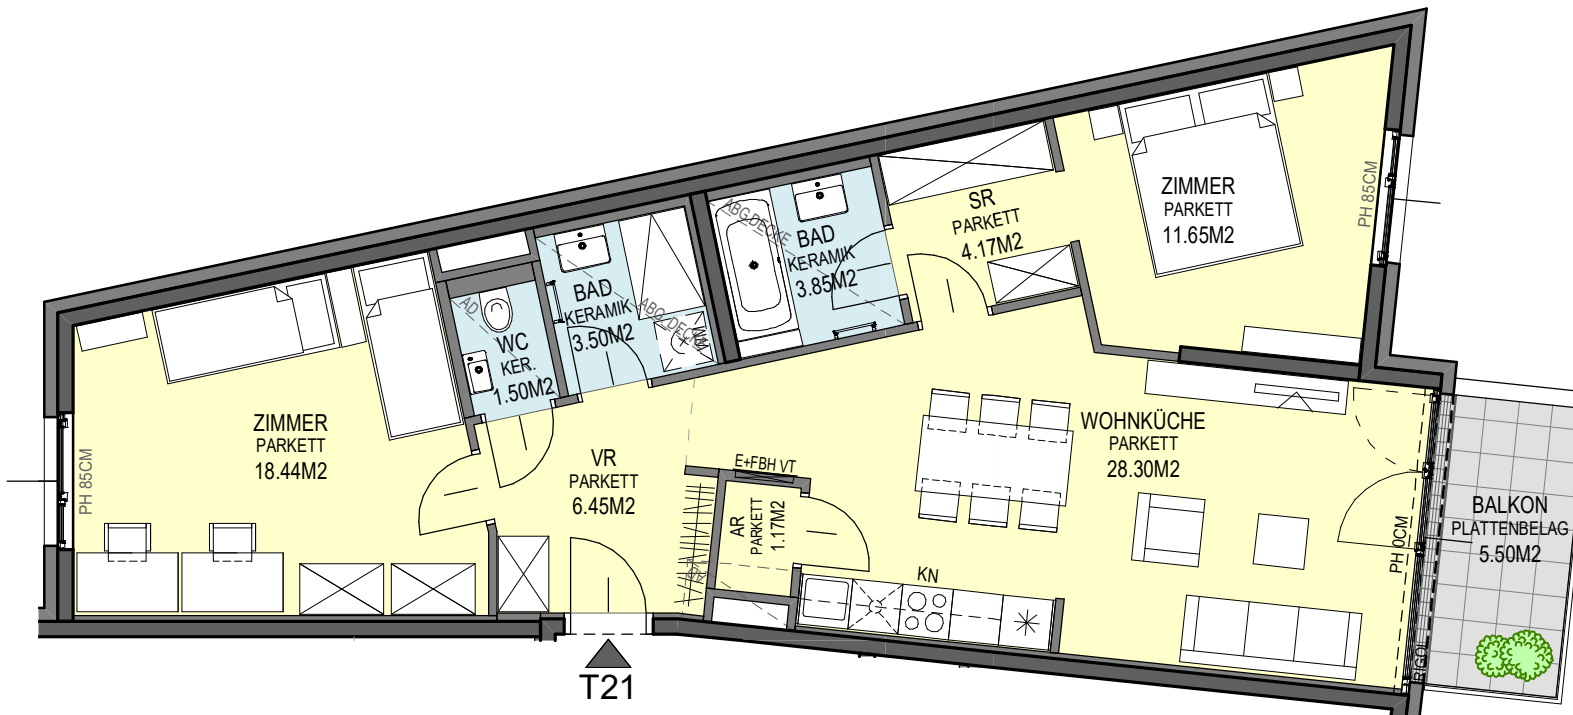 ZIMMER
PARKETT
11.65M2
PH 85CM
SR
PARKETT
4.17M2
ABG.DECKE
BAD
KERAMIK
3.85M2
BAD
KERAMIK
3.50M2
ABG.DECKE
WM
AD
WC
KER.
1.50M2
ZIMMER
PARKETT
18.44M2
PH 85CM
VR
PARKETT
6.45M2
E+FBH VT
AR
PARKETT
1.17M2
KN
WOHNKÜCHE
PARKETT
28.30M2
PH 0CM
RIGOL
BALKON
PLATTENBELAG
5.50M2
T21